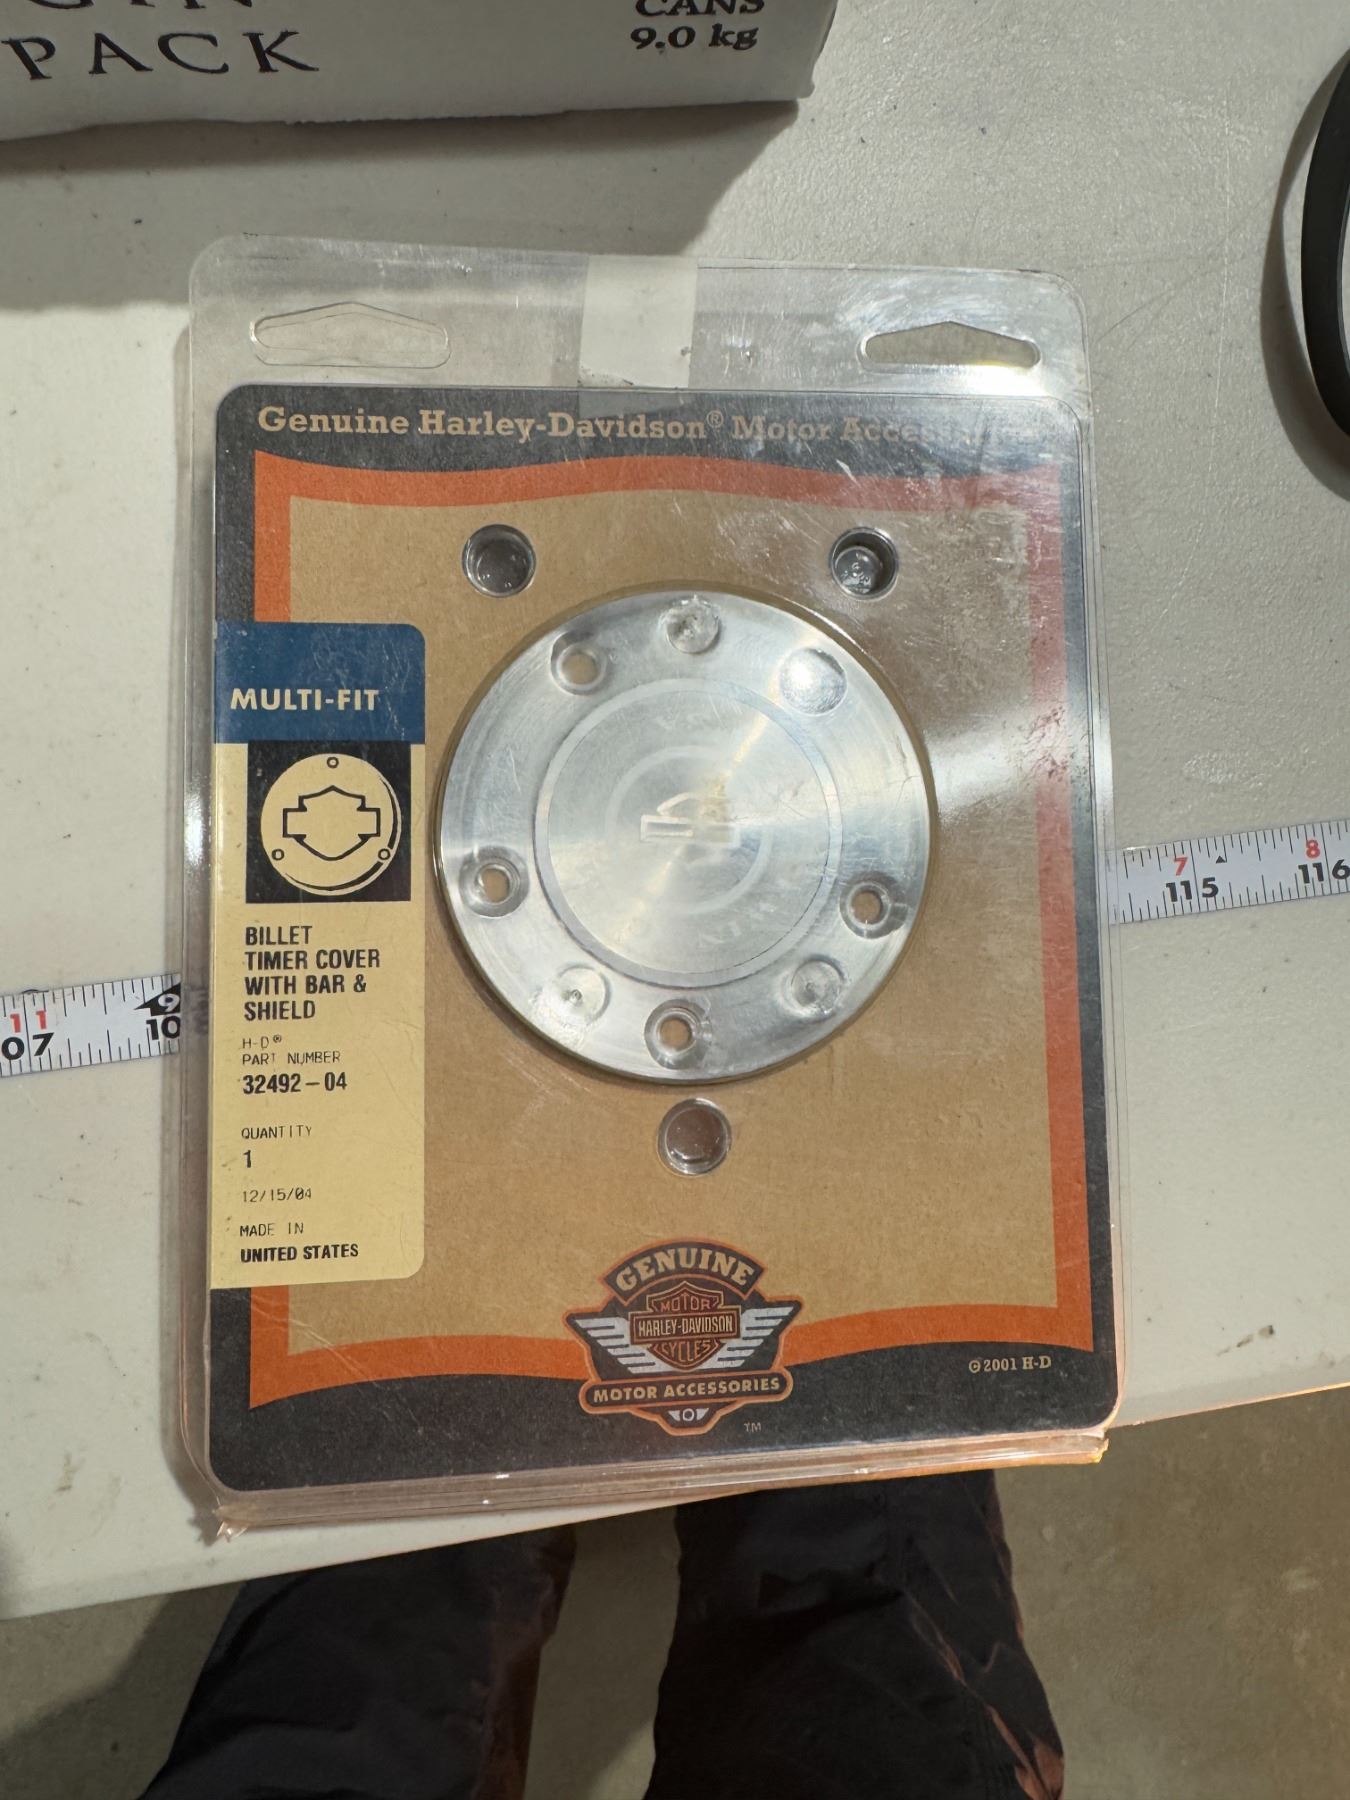 PACK
CANS
9.0 kg
Genuine Harley-Davidson® Motor
MULTI-FIT
BILLET
TIMER COVER
WITH BAR &
SHIELD
H-D®
PART NUMBER
32492-04
QUANTITY
1
12/15/04
MADE IN
UNITED STATES
GENUINE
MOTOR
HARLEY-DAVIDSON
CYCLES
MOTOR ACCESSORIES
TM
©2001 H-D
11
07
9
10
7
8
115
116